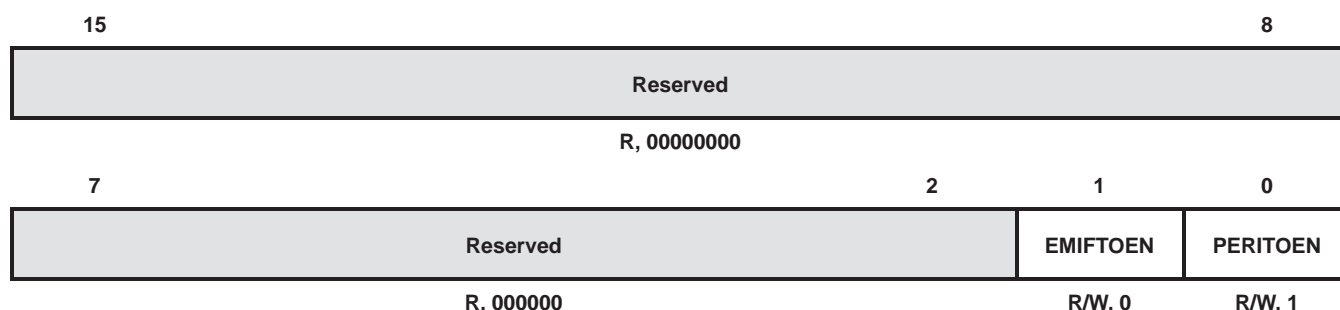 15 8
Reserved
R, 00000000
7 2 1 0
Reserved EMIFTOEN PERITOEN
R. 000000 R/W. 0 R/W. 1